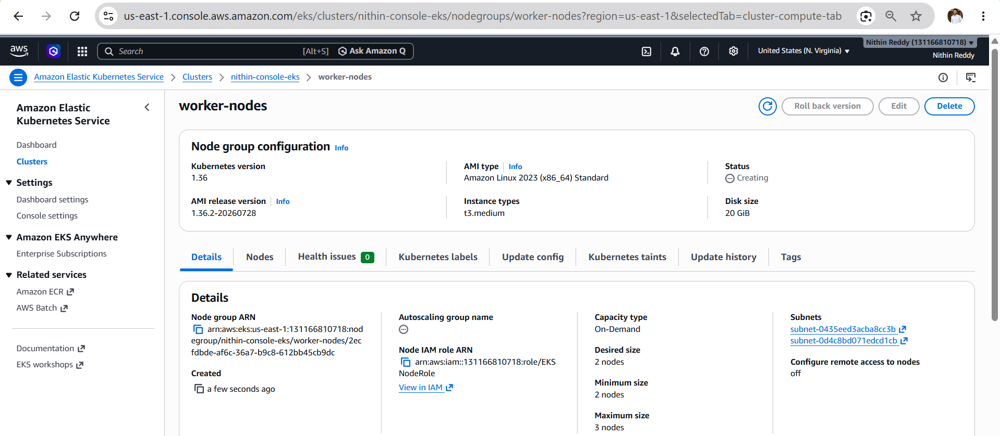 us-east-1.console.aws.amazon.com/eks/clusters/nithin-console-eks/nodegroups/worker-nodes?region=us-east-1&selectedTab=cluster-compute-tab
aws
Search
[Alt+S]
Ask Amazon Q
United States (N. Virginia)
Nithin Reddy (131166810718)
Nithin Reddy
Amazon Elastic Kubernetes Service
Clusters
nithin-console-eks
worker-nodes
Amazon Elastic
Kubernetes Service
Dashboard
Clusters
Settings
Dashboard settings
Console settings
Amazon EKS Anywhere
Enterprise Subscriptions
Related services
Amazon ECR
AWS Batch
Documentation
EKS workshops
worker-nodes
Roll back version
Edit
Delete
Node group configuration Info
Kubernetes version
1.36
AMI type Info
Amazon Linux 2023 (x86_64) Standard
Status
Creating
AMI release version Info
1.36.2-20260728
Instance types
t3.medium
Disk size
20 GiB
Details
Nodes
Health issues 0
Kubernetes labels
Update config
Kubernetes taints
Update history
Tags
Details
Node group ARN
arn:aws:eks:us-east-1:131166810718:nod
egroup/nithin-console-eks/worker-nodes/2ec
fdbde-af6c-36a7-b9c8-612bb45cb9dc
Created
a few seconds ago
Autoscaling group name
Node IAM role ARN
arn:aws:iam::131166810718:role/EKS
NodeRole
View in IAM
Capacity type
On-Demand
Desired size
2 nodes
Minimum size
2 nodes
Maximum size
3 nodes
Subnets
subnet-0435eed3acba8cc3b
subnet-0d4c8bd071edcd1cb
Configure remote access to nodes
off